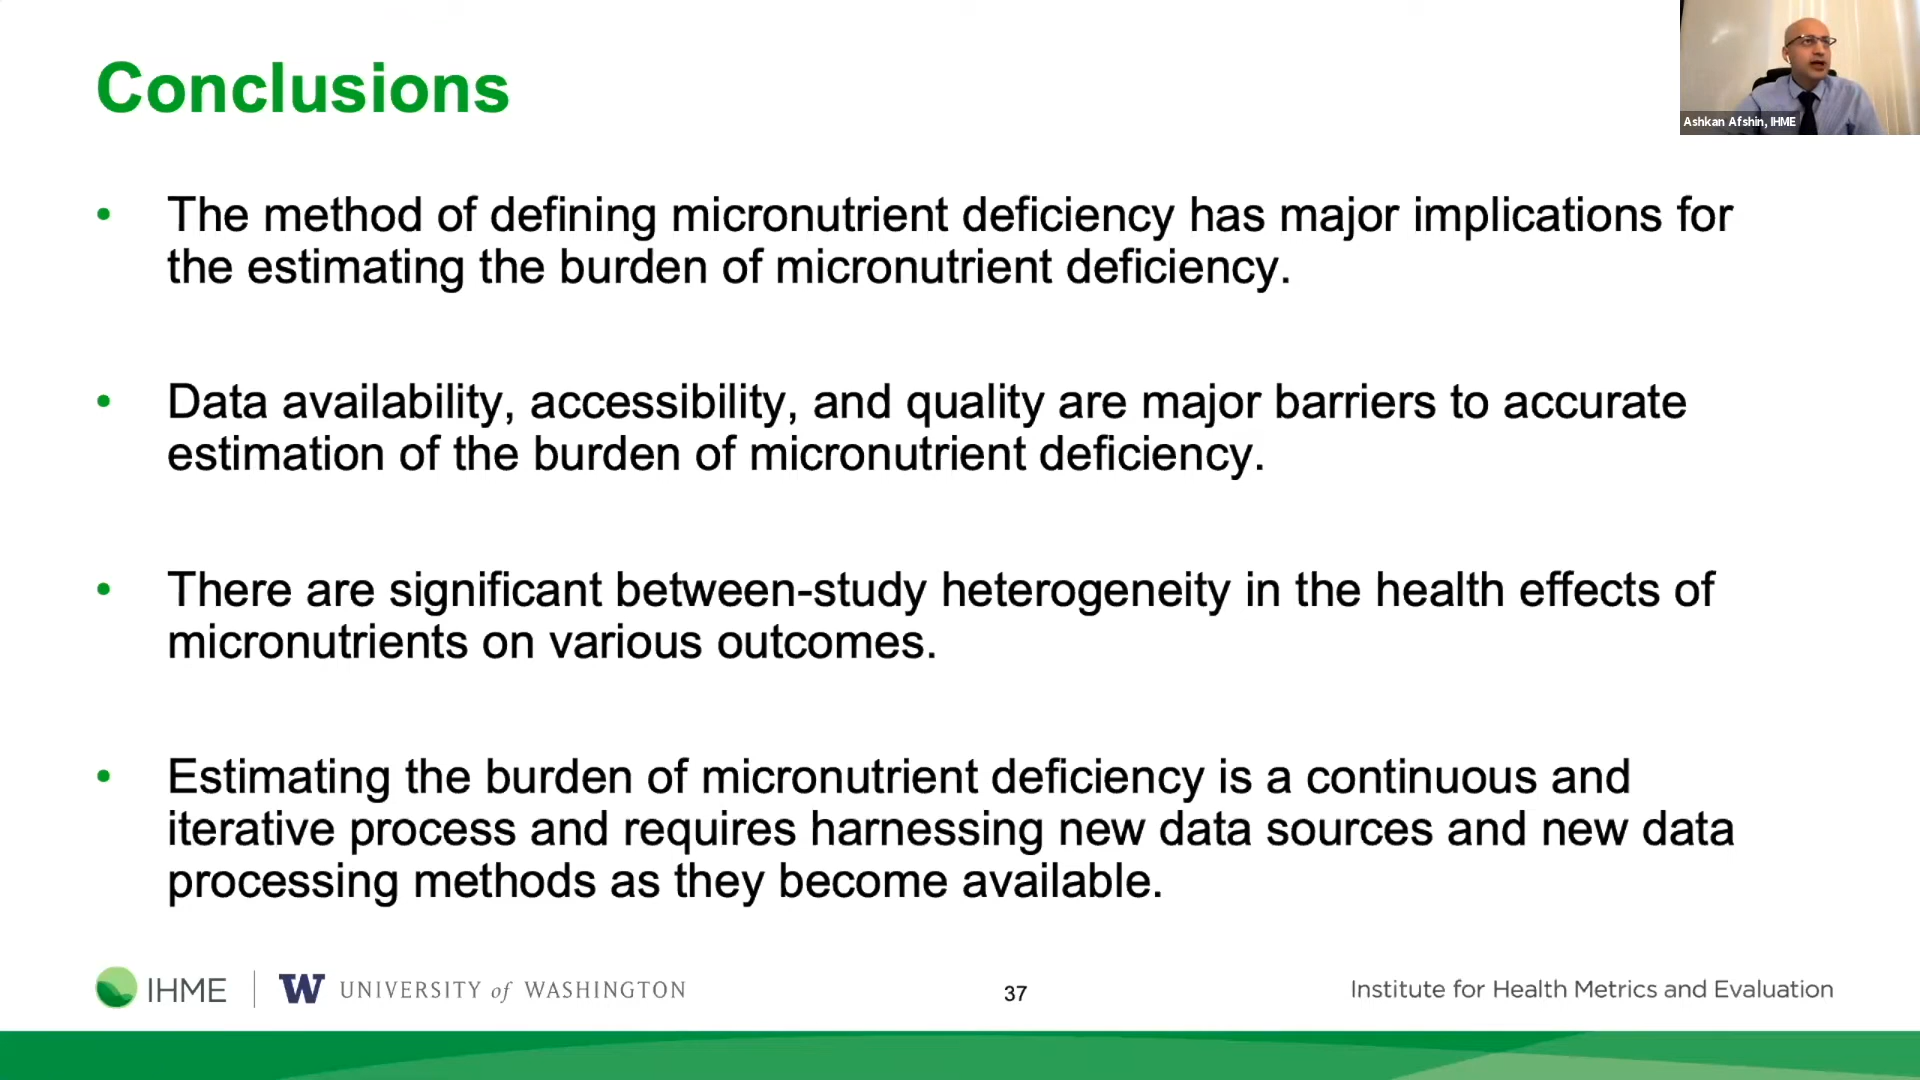 Conclusions
Ashkan Afshin, IHME
• The method of defining micronutrient deficiency has major implications for
the estimating the burden of micronutrient deficiency.
• Data availability, accessibility, and quality are major barriers to accurate
estimation of the burden of micronutrient deficiency.
• There are significant between-study heterogeneity in the health effects of
micronutrients on various outcomes.
• Estimating the burden of micronutrient deficiency is a continuous and
iterative process and requires harnessing new data sources and new data
processing methods as they become available.
IHME W UNIVERSITY of WASHINGTON 37 Institute for Health Metrics and Evaluation